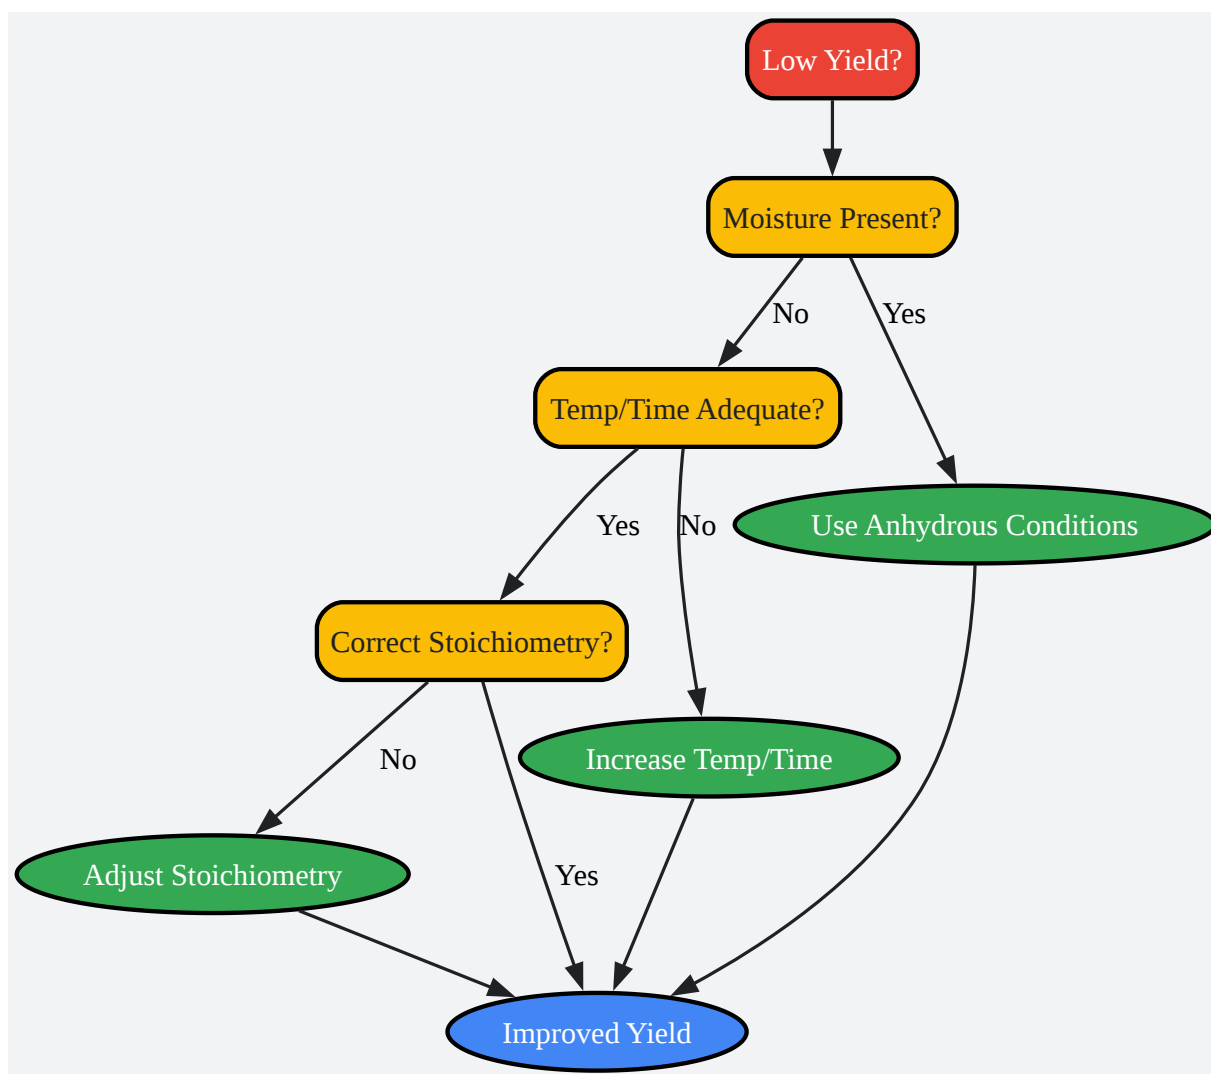 Low Yield?
Moisture Present?
No
Yes
Temp/Time Adequate?
Yes
No
Use Anhydrous Conditions
Correct Stoichiometry?
No
Increase Temp/Time
Adjust Stoichiometry
Yes
Improved Yield